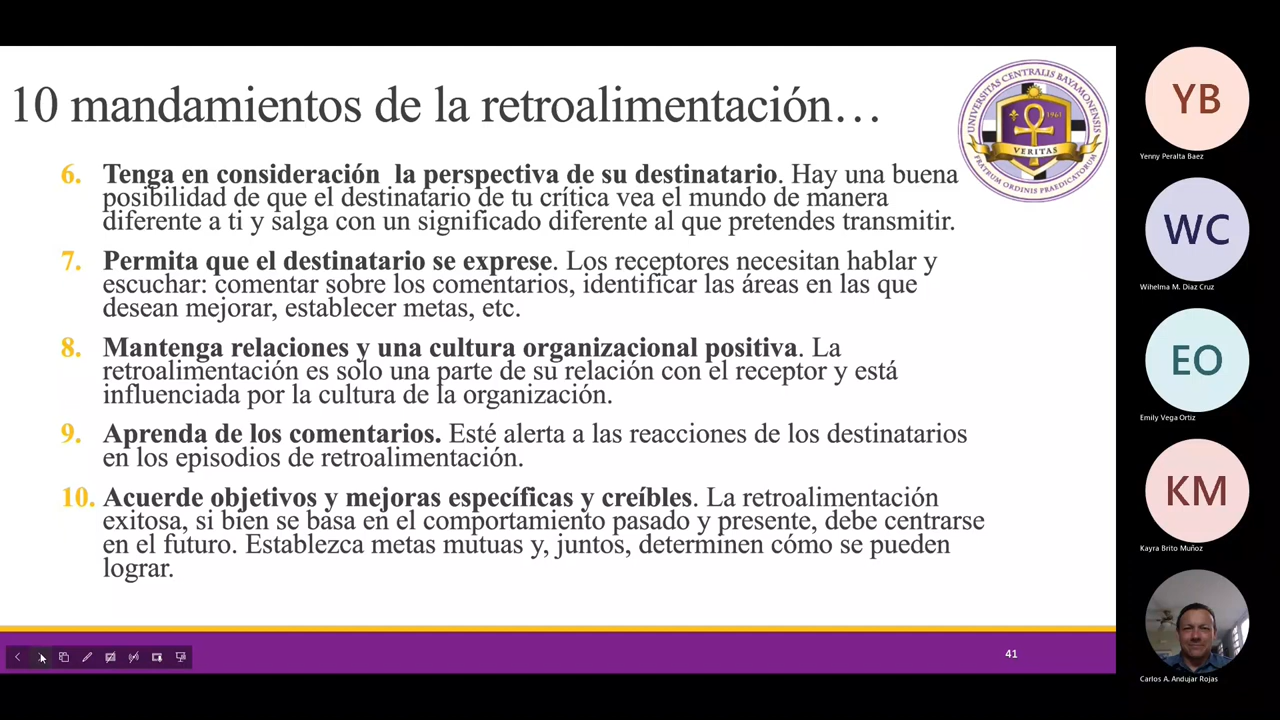 10 mandamientos de la retroalimentación…
UNIVERSITAS CENTRALIS BAYAMONENSIS
1961
VERITAS
FRATRUM ORDINIS PRAEDICATORUM
6. Tenga en consideración la perspectiva de su destinatario. Hay una buena
posibilidad de que el destinatario de tu crítica vea el mundo de manera
diferente a ti y salga con un significado diferente al que pretendes transmitir.
7. Permita que el destinatario se exprese. Los receptores necesitan hablar y
escuchar: comentar sobre los comentarios, identificar las áreas en las que
desean mejorar, establecer metas, etc.
8. Mantenga relaciones y una cultura organizacional positiva. La
retroalimentación es solo una parte de su relación con el receptor y está
influenciada por la cultura de la organización.
9. Aprenda de los comentarios. Esté alerta a las reacciones de los destinatarios
en los episodios de retroalimentación.
10. Acuerde objetivos y mejoras específicas y creíbles. La retroalimentación
exitosa, si bien se basa en el comportamiento pasado y presente, debe centrarse
en el futuro. Establezca metas mutuas y, juntos, determinen cómo se pueden
lograr.
41
YB
Yenny Peralta Baez
WC
Wihelma M. Diaz Cruz
EO
Emily Vega Ortiz
KM
Kayra Brito Muñoz
Carlos A. Andujar Rojas